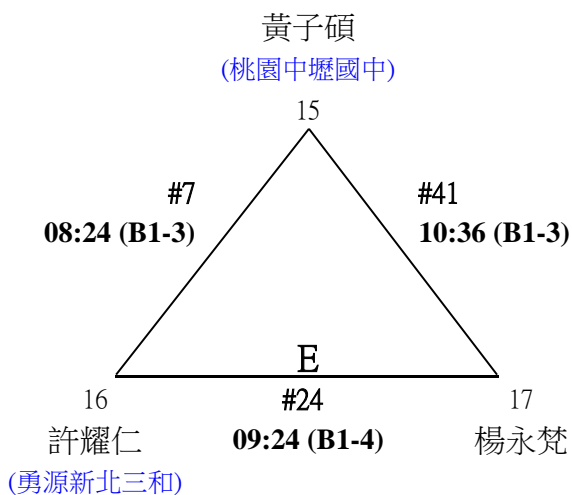 黃子碩
(桃園中壢國中)
15
#7
#41
08:24 (B1-3)
10:36 (B1-3)
E
16
#24
17
許耀仁
09:24 (B1-4)
楊永梵
(勇源新北三和)